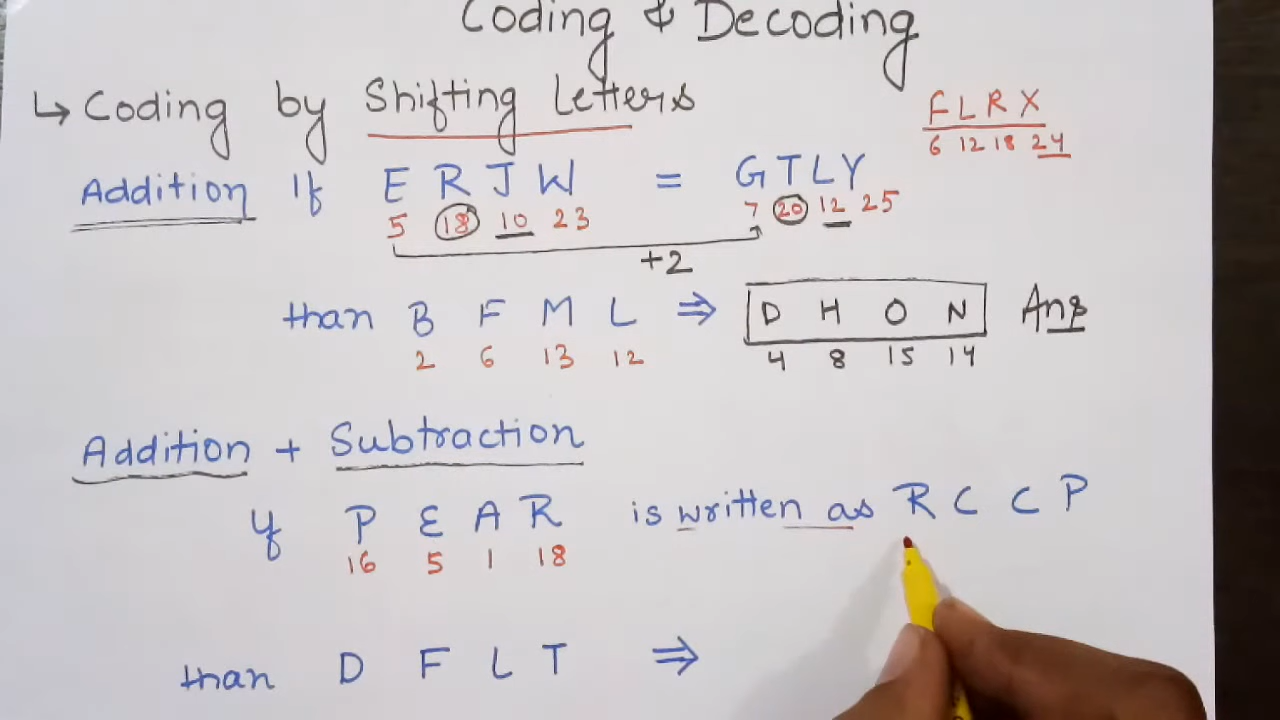 Coding & Decoding
↳ Coding by Shifting Letters
FLRX
6 12 18 24
Addition If E R J W = G T L Y
5 18 10 23 7 20 12 25
+2
than B F M L ⇒ D H O N Ans
2 6 13 12 4 8 15 14
Addition + Subtraction
If P E A R is written as R C C P
16 5 1 18
than D F L T ⇒